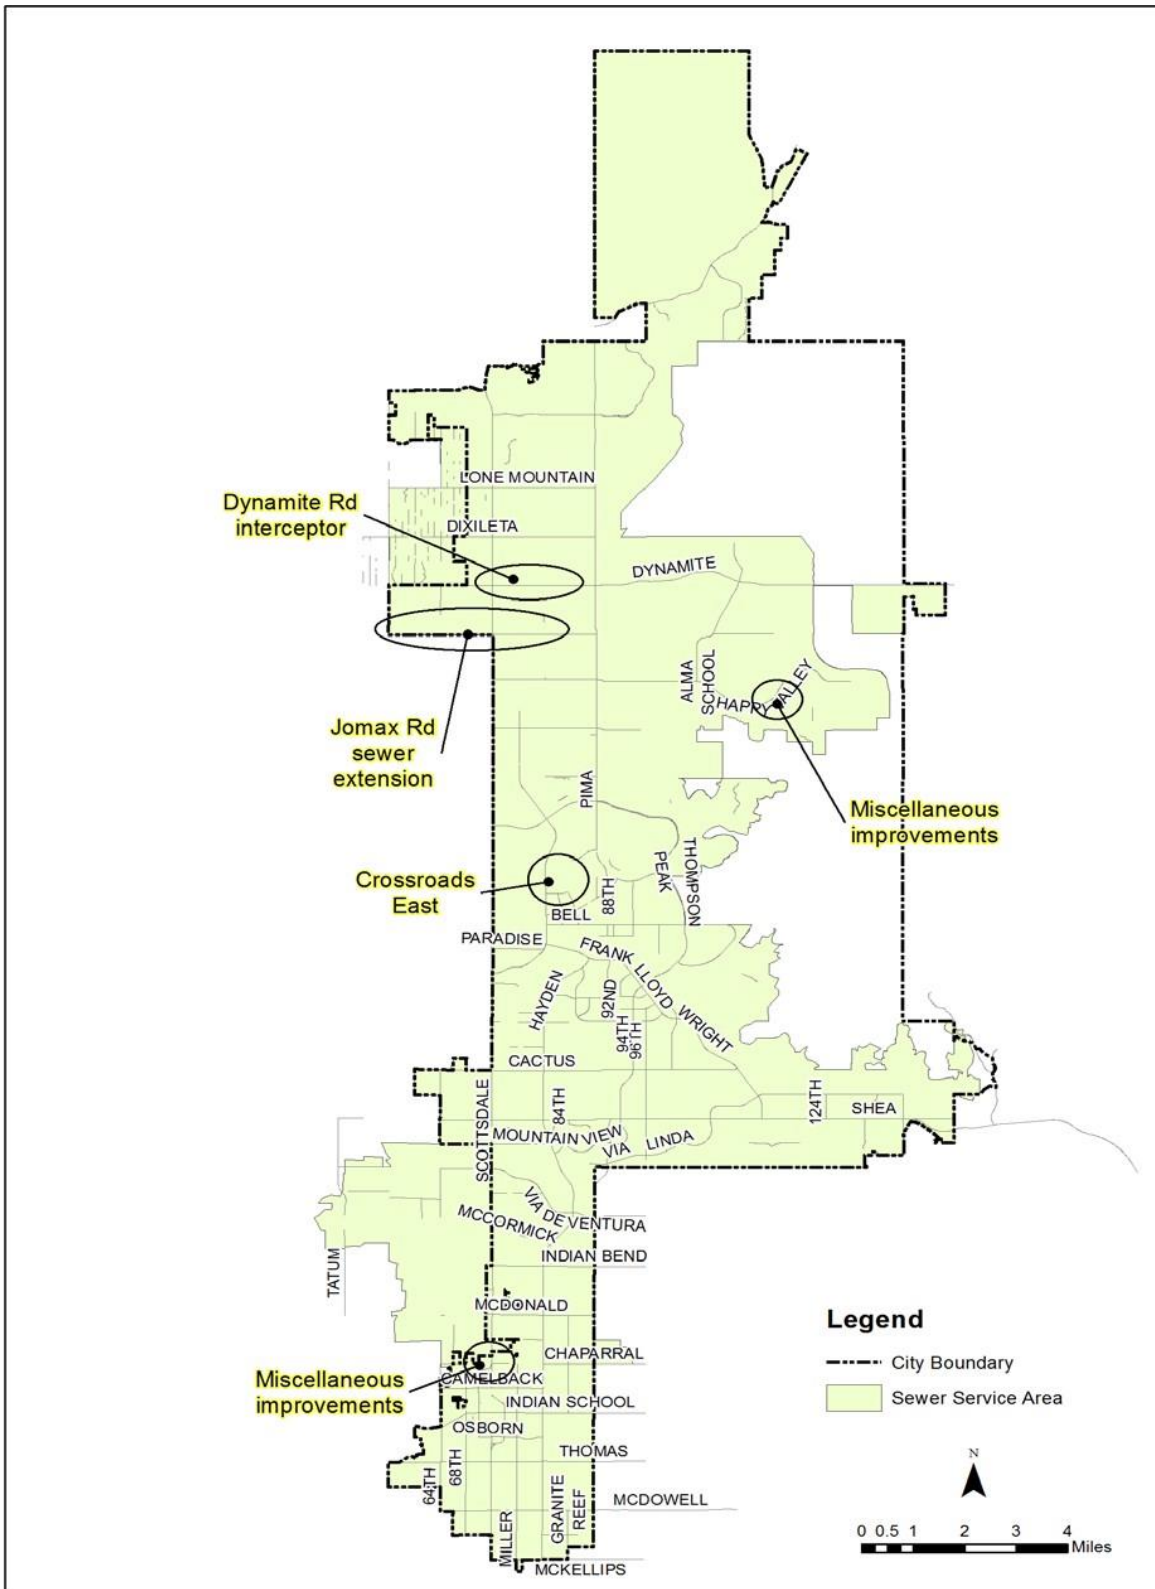 LONE MOUNTAIN
Dynamite Rd
interceptor
DIXILETA
DYNAMITE
ALMA
SCHOOL
HAPPY VALLEY
Jomax Rd
sewer
extension
PIMA
Miscellaneous
improvements
THOMPSON
PEAK
Crossroads
East
88TH
BELL
PARADISE
FRANK LLOYD WRIGHT
HAYDEN
92ND
94TH
96TH
CACTUS
SCOTTSDALE
84TH
124TH
SHEA
MOUNTAIN VIEW
VIA LINDA
VIA DE VENTURA
MCCORMICK
TATUM
INDIAN BEND
MCDONALD
CHAPARRAL
Miscellaneous
improvements
CAMELBACK
INDIAN SCHOOL
OSBORN
THOMAS
64TH
68TH
MCDOWELL
MILLER
GRANITE
REEF
MCKELLIPS
Legend
City Boundary
Sewer Service Area
N
0 0.5 1 2 3 4
Miles